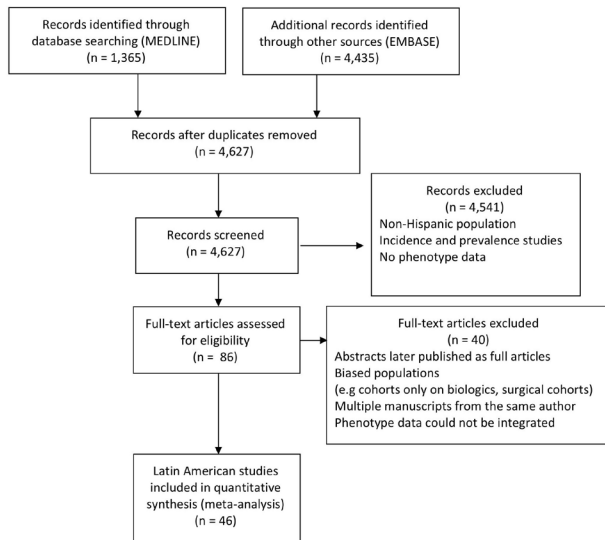 Records identified through
database searching (MEDLINE)
(n = 1,365)
Additional records identified
through other sources (EMBASE)
(n = 4,435)
Records after duplicates removed
(n = 4,627)
Records excluded
(n = 4,541)
Non-Hispanic population
Incidence and prevalence studies
No phenotype data
Records screened
(n = 4,627)
Full-text articles assessed
for eligibility
(n = 86)
Full-text articles excluded
(n = 40)
Abstracts later published as full articles
Biased populations
(e.g cohorts only on biologics, surgical cohorts)
Multiple manuscripts from the same author
Phenotype data could not be integrated
Latin American studies
included in quantitative
synthesis (meta-analysis)
(n = 46)